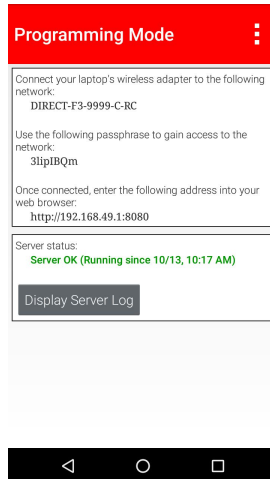 Programming Mode
Connect your laptop's wireless adapter to the following
network:
DIRECT-F3-9999-C-RC
Use the following passphrase to gain access to the
network:
3lipIBQm
Once connected, enter the following address into your
web browser:
http://192.168.49.1:8080
Server status:
Server OK (Running since 10/13, 10:17 AM)
Display Server Log